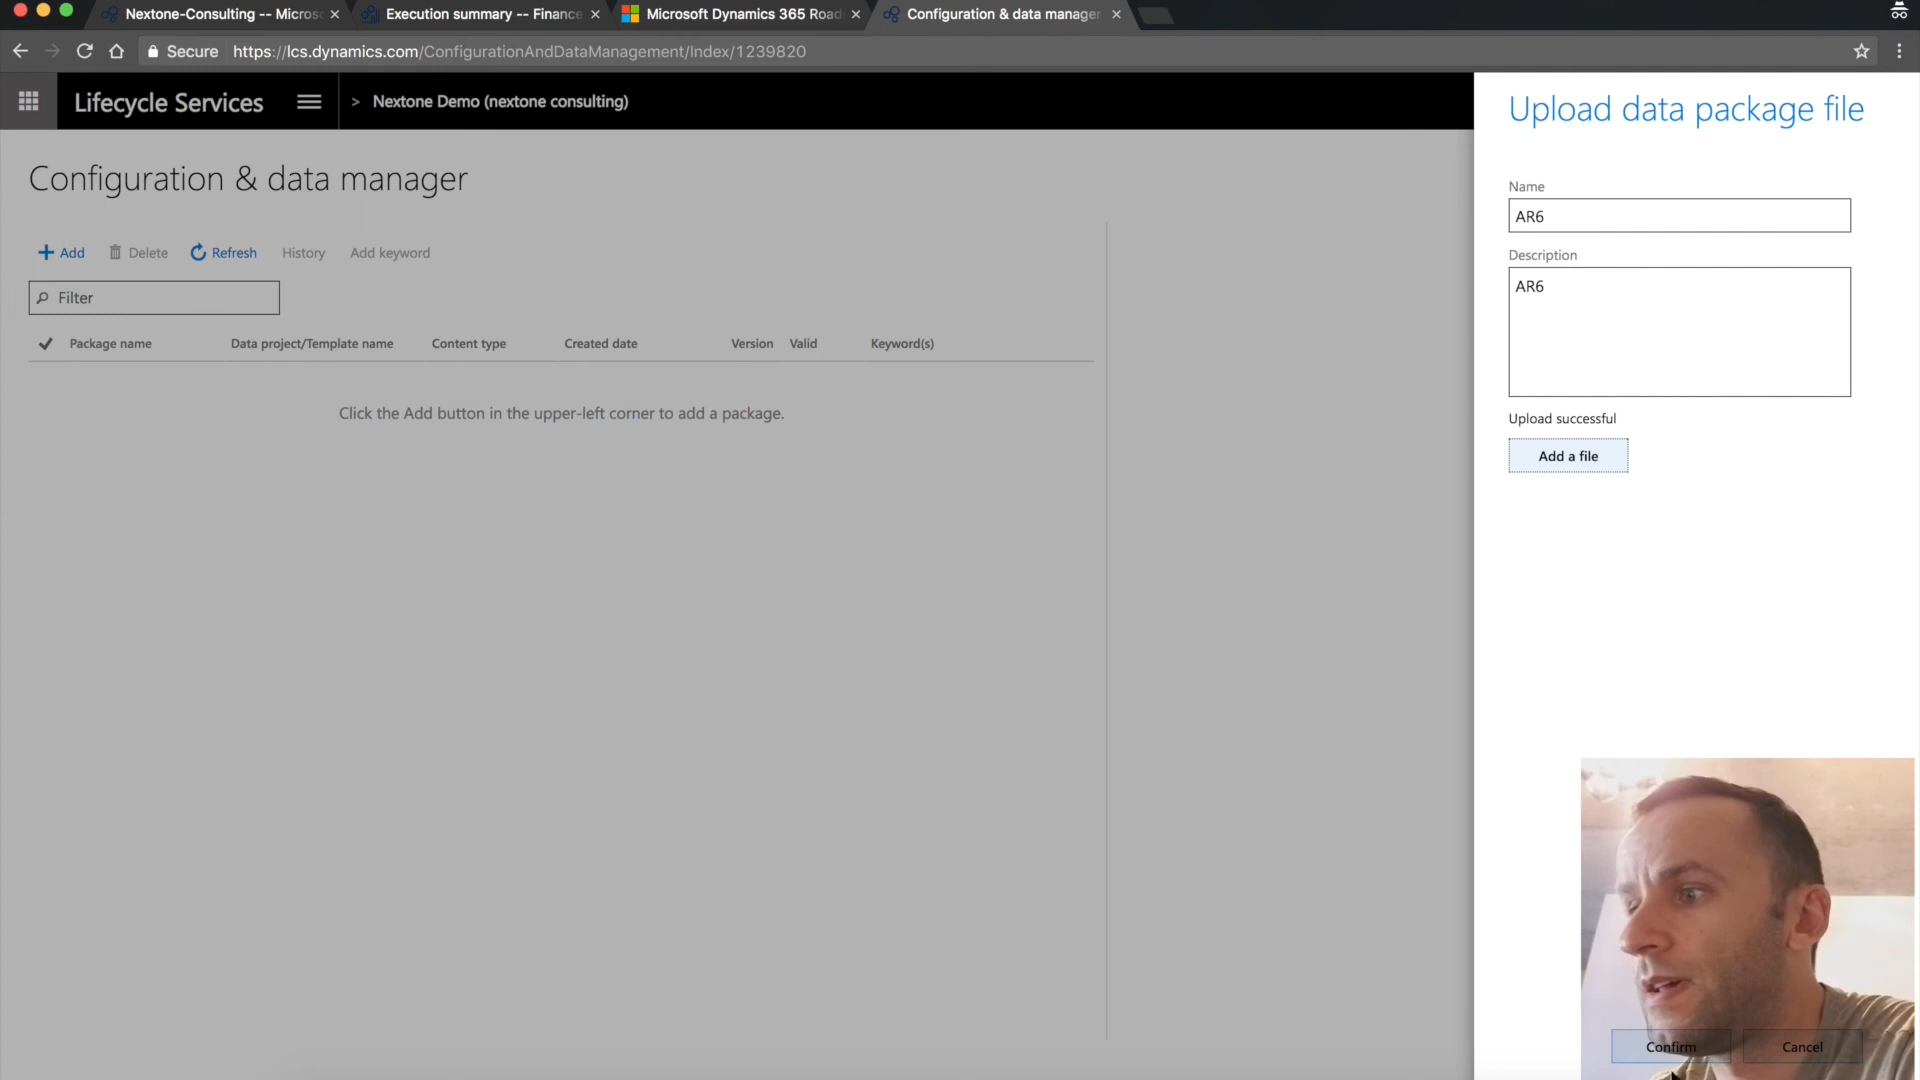 Nextone-Consulting -- Micros
Execution summary -- Finance
Microsoft Dynamics 365 Road
Configuration & data manager
Secure
https://lcs.dynamics.com/ConfigurationAndDataManagement/Index/1239820
Lifecycle Services
> Nextone Demo (nextone consulting)
Configuration & data manager
Add
Delete
Refresh
History
Add keyword
Filter
Package name
Data project/Template name
Content type
Created date
Version
Valid
Keyword(s)
Click the Add button in the upper-left corner to add a package.
Upload data package file
Name
AR6
Description
AR6
Upload successful
Add a file
Confirm
Cancel